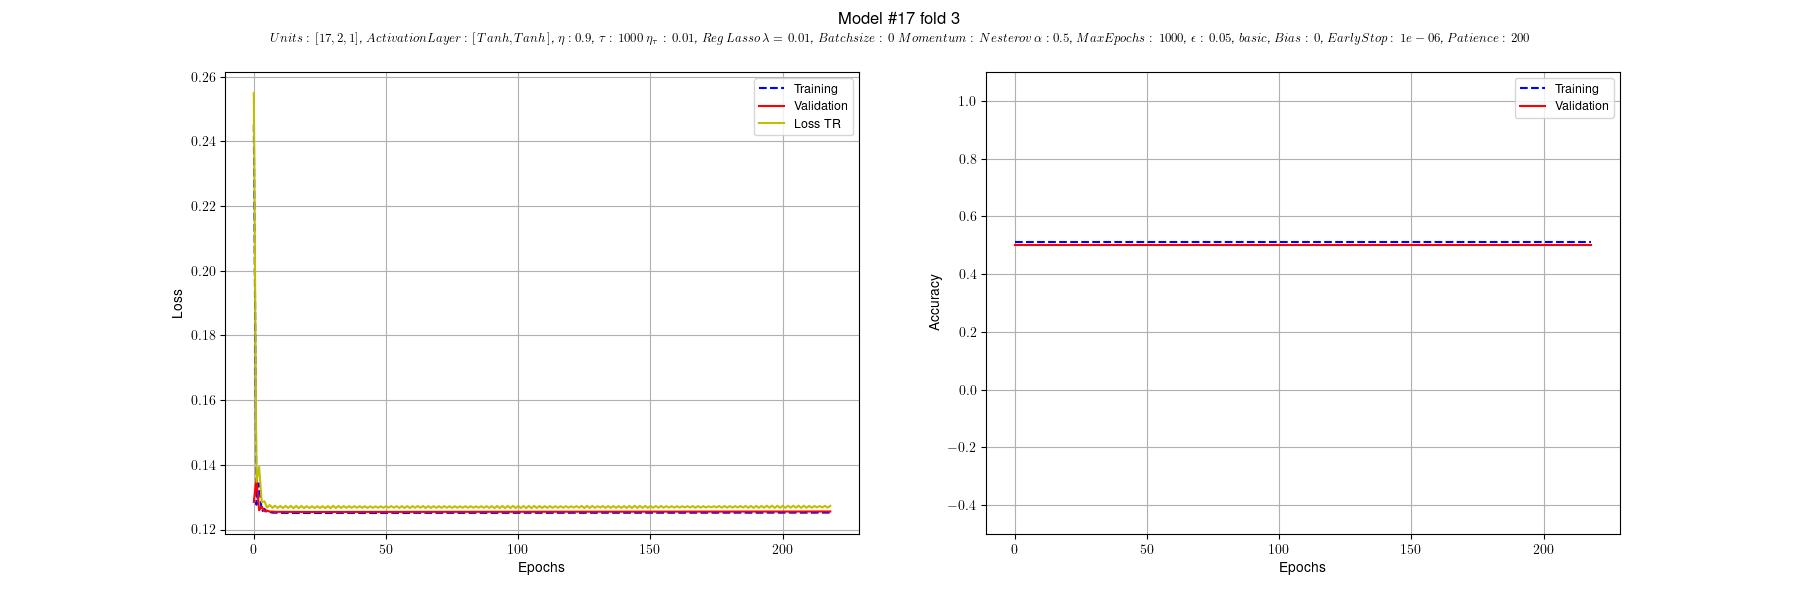 Model #17 fold 3
Units : [17, 2, 1], ActivationLayer : [Tanh, Tanh], η : 0.9, τ : 1000 ητ : 0.01, Reg Lasso λ = 0.01, Batchsize : 0 Momentum : Nesterov α : 0.5, MaxEpochs : 1000, ϵ : 0.05, basic, Bias : 0, EarlyStop : 1e − 06, Patience : 200
0.26
0.24
0.22
0.20
0.18
0.16
0.14
0.12
Loss
0 50 100 150 200
Epochs
Training
Validation
Loss TR
1.0
0.8
0.6
0.4
0.2
0.0
−0.2
−0.4
Accuracy
0 50 100 150 200
Epochs
Training
Validation